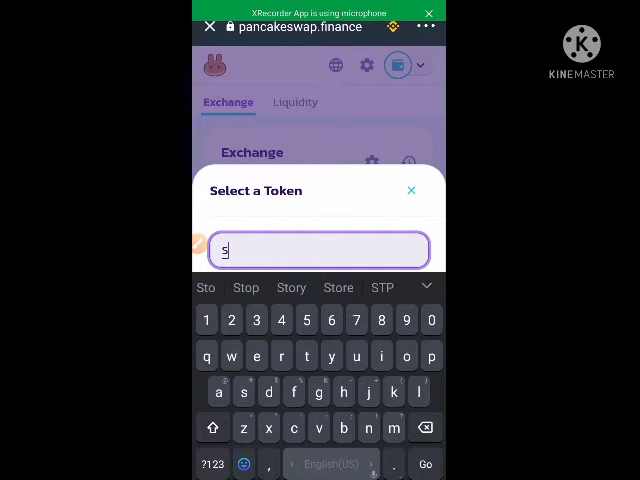 XRecorder App is using microphone
pancakeswap.finance
KINEMASTER
Exchange Liquidity
Exchange
Select a Token
s
Sto Stop Story Store STP
1 2 3 4 5 6 7 8 9 0
q w e r t y u i o p
a s d f g h j k l
z x c v b n m
?123 , English(US) . Go